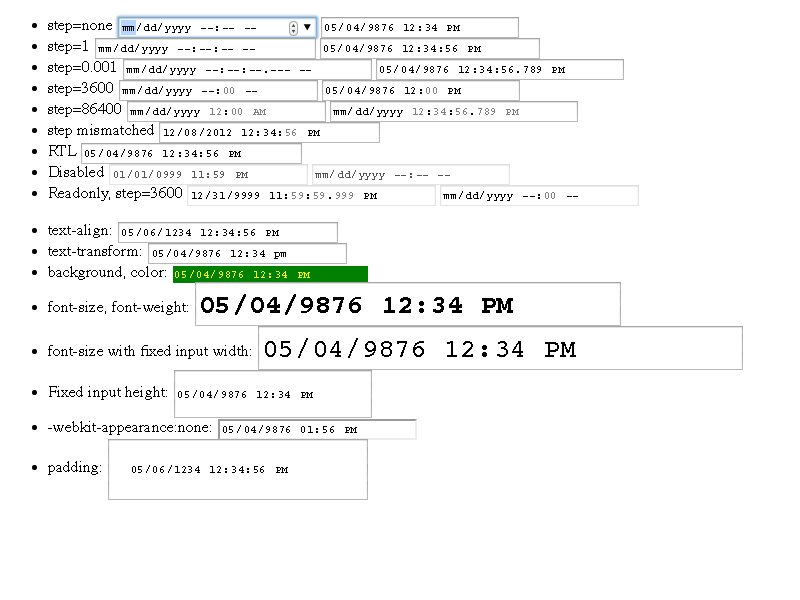 step=none mm/dd/yyyy --:-- -- 05/04/9876 12:34 PM
step=1 mm/dd/yyyy --:--:-- -- 05/04/9876 12:34:56 PM
step=0.001 mm/dd/yyyy --:--:--.--- -- 05/04/9876 12:34:56.789 PM
step=3600 mm/dd/yyyy --:00 -- 05/04/9876 12:00 PM
step=86400 mm/dd/yyyy 12:00 AM mm/dd/yyyy 12:34:56.789 PM
step mismatched 12/08/2012 12:34:56 PM
RTL 05/04/9876 12:34:56 PM
Disabled 01/01/0999 11:59 PM mm/dd/yyyy --:-- --
Readonly, step=3600 12/31/9999 11:59:59.999 PM mm/dd/yyyy --:00 --
text-align: 05/06/1234 12:34:56 PM
text-transform: 05/04/9876 12:34 pm
background, color: 05/04/9876 12:34 PM
font-size, font-weight: 05/04/9876 12:34 PM
font-size with fixed input width: 05/04/9876 12:34 PM
Fixed input height: 05/04/9876 12:34 PM
-webkit-appearance:none: 05/04/9876 01:56 PM
padding: 05/06/1234 12:34:56 PM